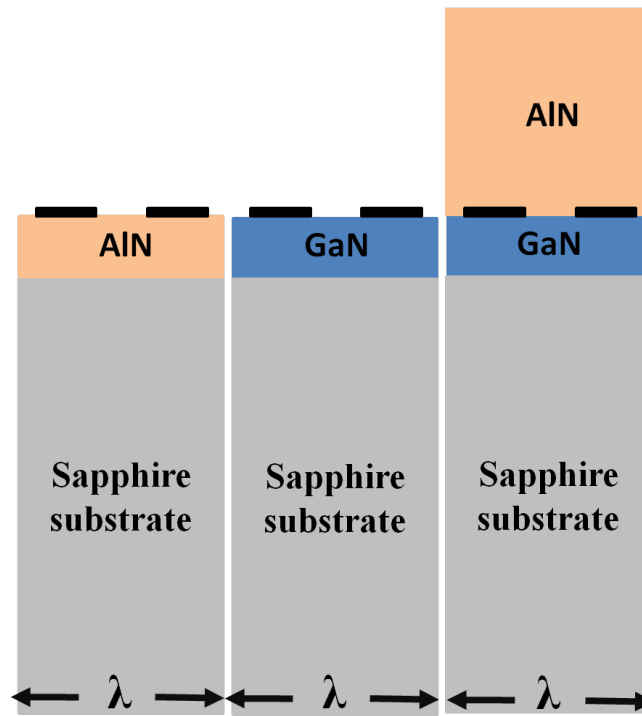 AlN
AlN
GaN
GaN
Sapphire
substrate
Sapphire
substrate
Sapphire
substrate
λ
λ
λ